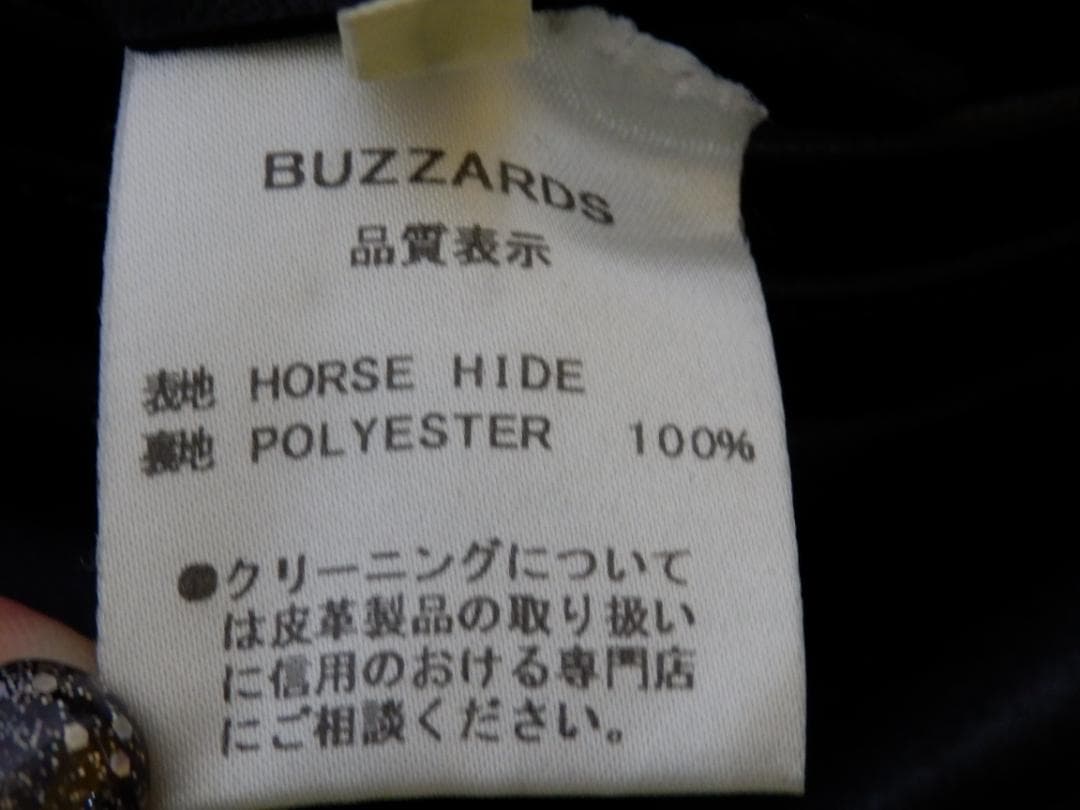 BUZZARDS
品質表示
表地 HORSE HIDE
裏地 POLYESTER 100%
●クリーニングについて
は皮革製品の取り扱い
に信用のおける専門店
にご相談ください。